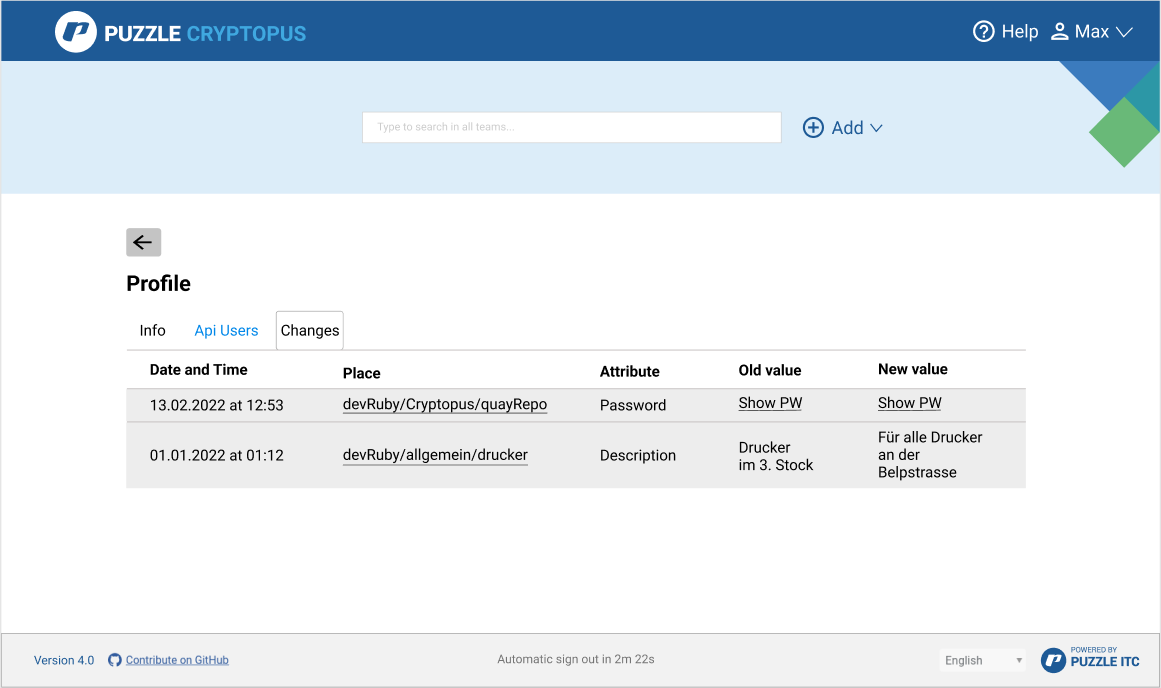 PUZZLE CRYPTOPUS
Help Max
Type to search in all teams...
Add
Profile
Info Api Users Changes
Date and Time Place Attribute Old value New value
13.02.2022 at 12:53 devRuby/Cryptopus/quayRepo Password Show PW Show PW
01.01.2022 at 01:12 devRuby/allgemein/drucker Description
Drucker
im 3. Stock
Für alle Drucker
an der
Belpstrasse
Version 4.0 Contribute on GitHub
Automatic sign out in 2m 22s
English
POWERED BY
PUZZLE ITC